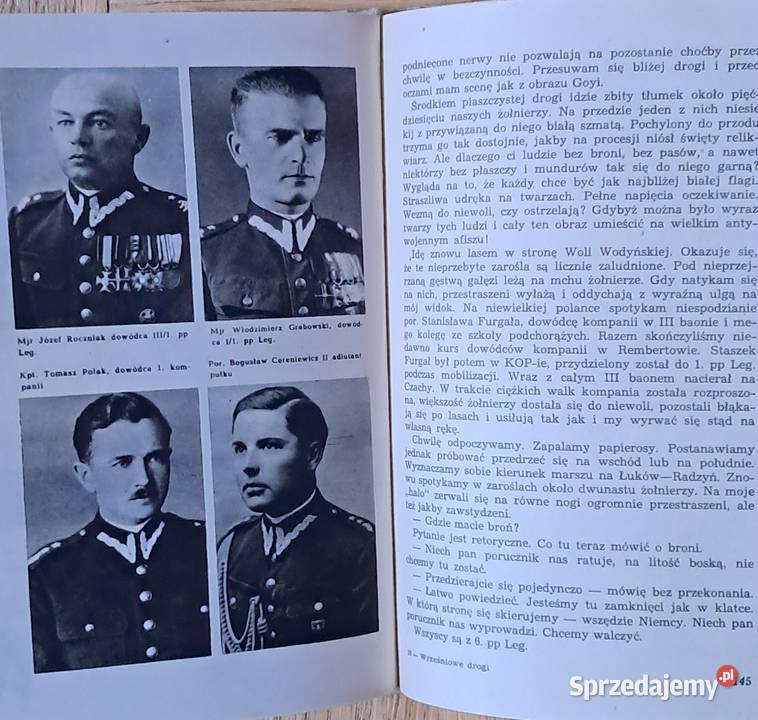 Mjr Józef Roczniak dowódca III/1. pp
Leg.
Kpt. Tomasz Polak, dowódca 1. kom-
panii
Mjr Włodzimierz Grabowski, dowód-
ca I/1. pp Leg.
Por. Bogusław Cereniewicz II adiutant
pułku
podniecone nerwy nie pozwalają na pozostanie choćby przez
chwilę w bezczynności. Przesuwam się bliżej drogi i przed
oczami mam scenę jak z obrazu Goyi.
Środkiem piaszczystej drogi idzie zbity tłumek około pięć-
dziesięciu naszych żołnierzy. Na przedzie jeden z nich niesie
kij z przywiązaną do niego białą szmatą. Pochylony do przodu
trzyma go tak dostojnie, jakby na procesji niósł święty relik-
wiarz. Ale dlaczego ci ludzie bez broni, bez pasów, a nawet
niektórzy bez płaszczy i mundurów tak się do niego garną?
Wygląda na to, że każdy chce być jak najbliżej białej flagi.
Straszliwa udręka na twarzach. Pełne napięcia oczekiwanie.
Wezmą do niewoli, czy ostrzelają? Gdybyż można było wyraz
twarzy tych ludzi i cały ten obraz umieścić na wielkim anty-
wojennym afiszu!
Idę znowu lasem w stronę Woli Wodyńskiej. Okazuje się,
że te nieprzebyte zarośla są licznie zaludnione. Pod nieprzej-
rzaną gęstwą gałęzi leżą na mchu żołnierze. Gdy natykam się
na nich, przestraszeni wyłażą i oddychają z wyraźną ulgą na
mój widok. Na niewielkiej polance spotykam niespodzianie
por. Stanisława Furgała, dowódcę kompanii w III baonie i me-
go kolegę ze szkoły podchorążych. Razem skończyliśmy nie-
dawno kurs dowódców kompanii w Rembertowie. Staszek
Furgał był potem w KOP-ie, przydzielony został do 1. pp Leg.
podczas mobilizacji. Wraz z całym III baonem nacierał na
Czachy. W trakcie ciężkich walk kompania została rozproszo-
na, większość żołnierzy dostała się do niewoli, pozostali błąka-
ją się po lasach i usiłują tak jak i my wyrwać się stąd na
własną rękę.
Chwilę odpoczywamy. Zapalamy papierosy. Postanawiamy
jednak próbować przedrzeć się na wschód lub na południe.
Wyznaczamy sobie kierunek marszu na Łuków—Radzyń. Zno-
wu spotykamy w zaroślach około dwunastu żołnierzy. Na moje
„halo" zerwali się na równe nogi ogromnie przestraszeni, ale
też jakby zawstydzeni.
— Gdzie macie broń?
Pytanie jest retoryczne. Co tu teraz mówić o broni.
— Niech pan porucznik nas ratuje, na litość boską, nie
chcemy tu zostać.
— Przedzierajcie się pojedynczo — mówię bez przekonania.
— Łatwo powiedzieć. Jesteśmy tu zamknięci jak w klatce.
W którą stronę się skierujemy — wszędzie Niemcy. Niech pan
porucznik nas wyprowadzi. Chcemy walczyć.
Wszyscy są z 6. pp Leg.
— Wrześniowe drogi
145
Sprzedajemy.pl